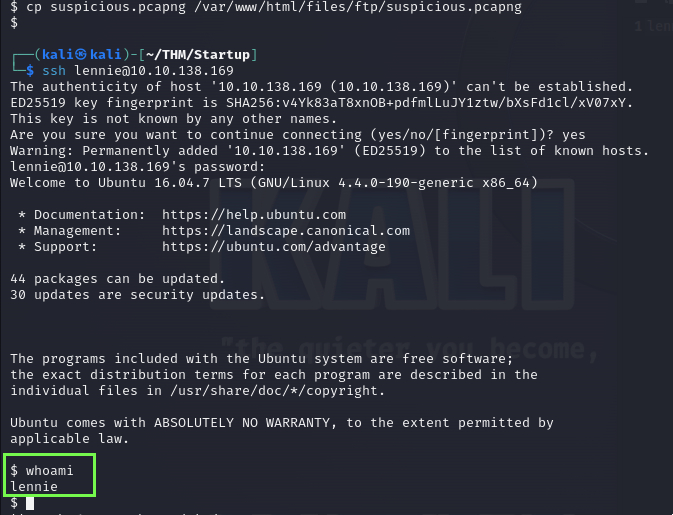 $ cp suspicious.pcapng /var/www/html/files/ftp/suspicious.pcapng
$
┌──(kali㉿kali)-[~/THM/Startup]
└─$ ssh lennie@10.10.138.169
The authenticity of host '10.10.138.169 (10.10.138.169)' can't be established.
ED25519 key fingerprint is SHA256:v4Yk83aT8xnOB+pdfmlLuJY1ztw/bXsFd1cl/xV07xY.
This key is not known by any other names.
Are you sure you want to continue connecting (yes/no/[fingerprint])? yes
Warning: Permanently added '10.10.138.169' (ED25519) to the list of known hosts.
lennie@10.10.138.169's password:
Welcome to Ubuntu 16.04.7 LTS (GNU/Linux 4.4.0-190-generic x86_64)
* Documentation:  https://help.ubuntu.com
* Management:     https://landscape.canonical.com
* Support:        https://ubuntu.com/advantage
44 packages can be updated.
30 updates are security updates.
KALI
"the quieter you become,
The programs included with the Ubuntu system are free software;
the exact distribution terms for each program are described in the
individual files in /usr/share/doc/*/copyright.
Ubuntu comes with ABSOLUTELY NO WARRANTY, to the extent permitted by
applicable law.
$ whoami
lennie
$